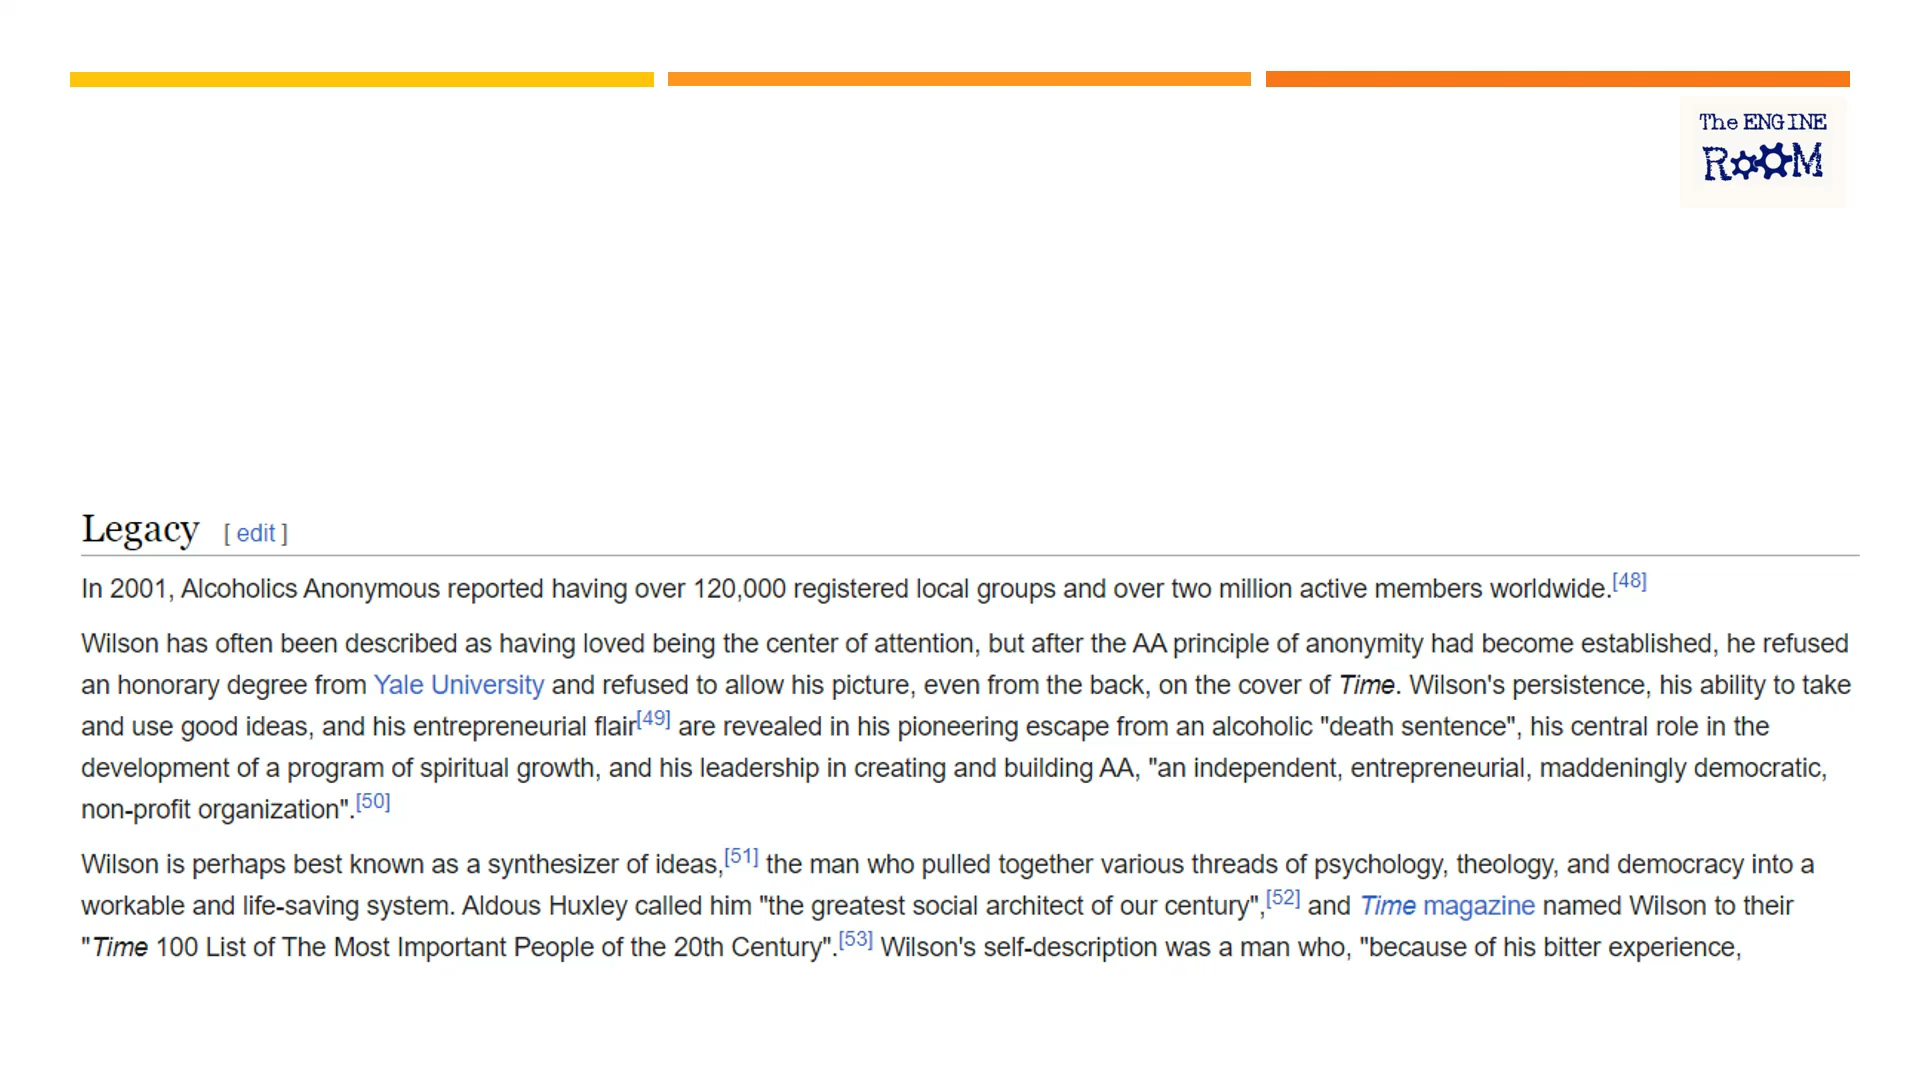 The ENGINE
ROOM
Legacy [ edit ]
In 2001, Alcoholics Anonymous reported having over 120,000 registered local groups and over two million active members worldwide.[48]
Wilson has often been described as having loved being the center of attention, but after the AA principle of anonymity had become established, he refused
an honorary degree from Yale University and refused to allow his picture, even from the back, on the cover of Time. Wilson's persistence, his ability to take
and use good ideas, and his entrepreneurial flair[49] are revealed in his pioneering escape from an alcoholic "death sentence", his central role in the
development of a program of spiritual growth, and his leadership in creating and building AA, "an independent, entrepreneurial, maddeningly democratic,
non-profit organization".[50]
Wilson is perhaps best known as a synthesizer of ideas,[51] the man who pulled together various threads of psychology, theology, and democracy into a
workable and life-saving system. Aldous Huxley called him "the greatest social architect of our century",[52] and Time magazine named Wilson to their
"Time 100 List of The Most Important People of the 20th Century".[53] Wilson's self-description was a man who, "because of his bitter experience,